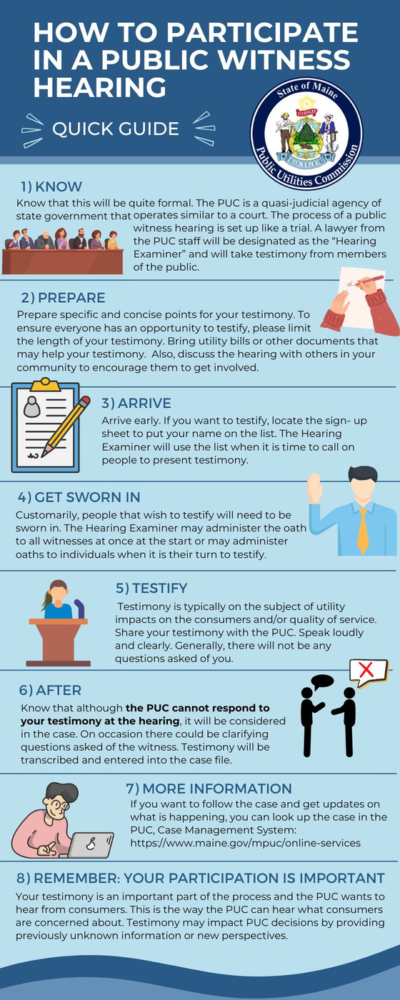 HOW TO PARTICIPATE
IN A PUBLIC WITNESS
HEARING
QUICK GUIDE
State of Maine
DIRIGO
MAINE
Public Utilities Commission
1) KNOW
Know that this will be quite formal. The PUC is a quasi-judicial agency of
state government that operates similar to a court. The process of a public
witness hearing is set up like a trial. A lawyer from
the PUC staff will be designated as the “Hearing
Examiner” and will take testimony from members
of the public.
2) PREPARE
Prepare specific and concise points for your testimony. To
ensure everyone has an opportunity to testify, please limit
the length of your testimony. Bring utility bills or other documents that
may help your testimony. Also, discuss the hearing with others in your
community to encourage them to get involved.
3) ARRIVE
Arrive early. If you want to testify, locate the sign- up
sheet to put your name on the list. The Hearing
Examiner will use the list when it is time to call on
people to present testimony.
4) GET SWORN IN
Customarily, people that wish to testify will need to be
sworn in. The Hearing Examiner may administer the oath
to all witnesses at once at the start or may administer
oaths to individuals when it is their turn to testify.
5) TESTIFY
Testimony is typically on the subject of utility
impacts on the consumers and/or quality of service.
Share your testimony with the PUC. Speak loudly
and clearly. Generally, there will not be any
questions asked of you.
6) AFTER
Know that although the PUC cannot respond to
your testimony at the hearing, it will be considered
in the case. On occasion there could be clarifying
questions asked of the witness. Testimony will be
transcribed and entered into the case file.
7) MORE INFORMATION
If you want to follow the case and get updates on
what is happening, you can look up the case in the
PUC, Case Management System:
https://www.maine.gov/mpuc/online-services
8) REMEMBER: YOUR PARTICIPATION IS IMPORTANT
Your testimony is an important part of the process and the PUC wants to
hear from consumers. This is the way the PUC can hear what consumers
are concerned about. Testimony may impact PUC decisions by providing
previously unknown information or new perspectives.